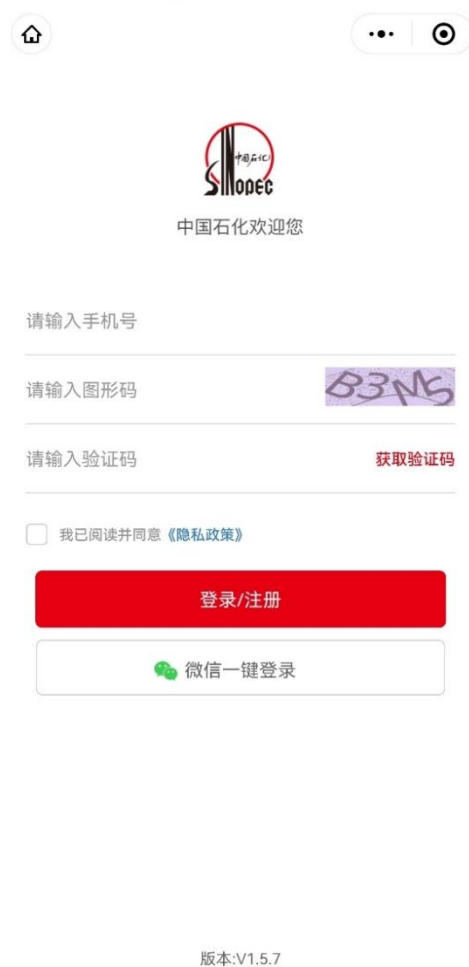 中国石化
SINOPEC
中国石化欢迎您
请输入手机号
请输入图形码 B3M5
请输入验证码 获取验证码
我已阅读并同意《隐私政策》
登录/注册
微信一键登录
版本:V1.5.7